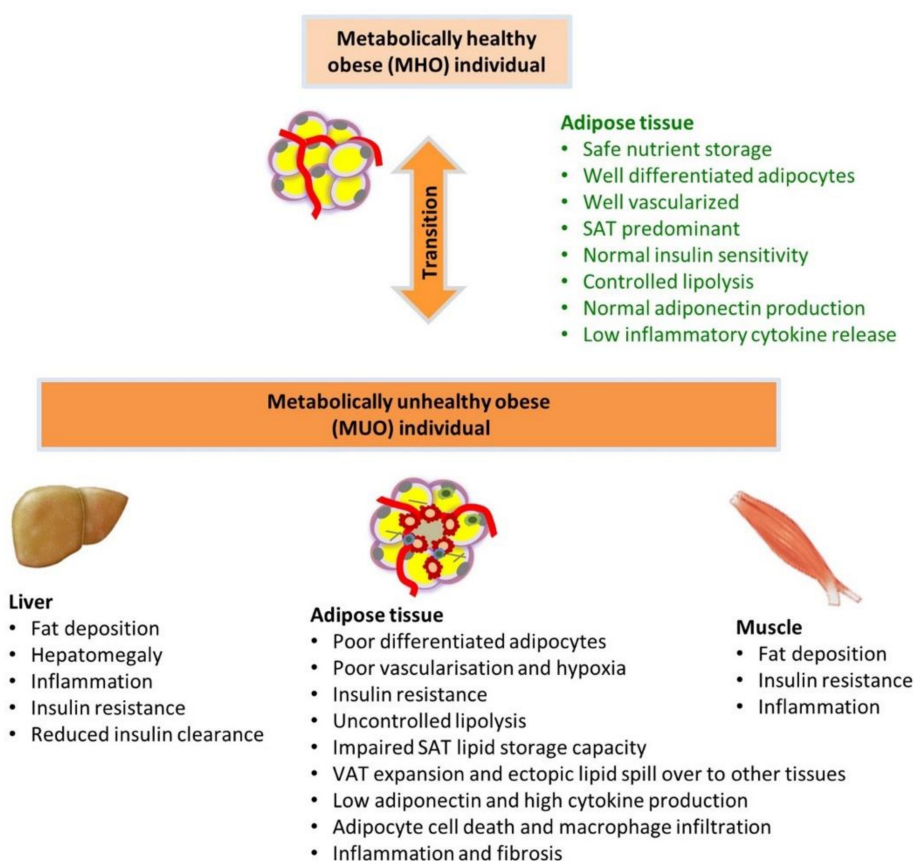 Metabolically healthy
obese (MHO) individual
Transition
Adipose tissue
• Safe nutrient storage
• Well differentiated adipocytes
• Well vascularized
• SAT predominant
• Normal insulin sensitivity
• Controlled lipolysis
• Normal adiponectin production
• Low inflammatory cytokine release
Metabolically unhealthy obese
(MUO) individual
Liver
• Fat deposition
• Hepatomegaly
• Inflammation
• Insulin resistance
• Reduced insulin clearance
Adipose tissue
• Poor differentiated adipocytes
• Poor vascularisation and hypoxia
• Insulin resistance
• Uncontrolled lipolysis
• Impaired SAT lipid storage capacity
• VAT expansion and ectopic lipid spill over to other tissues
• Low adiponectin and high cytokine production
• Adipocyte cell death and macrophage infiltration
• Inflammation and fibrosis
Muscle
• Fat deposition
• Insulin resistance
• Inflammation